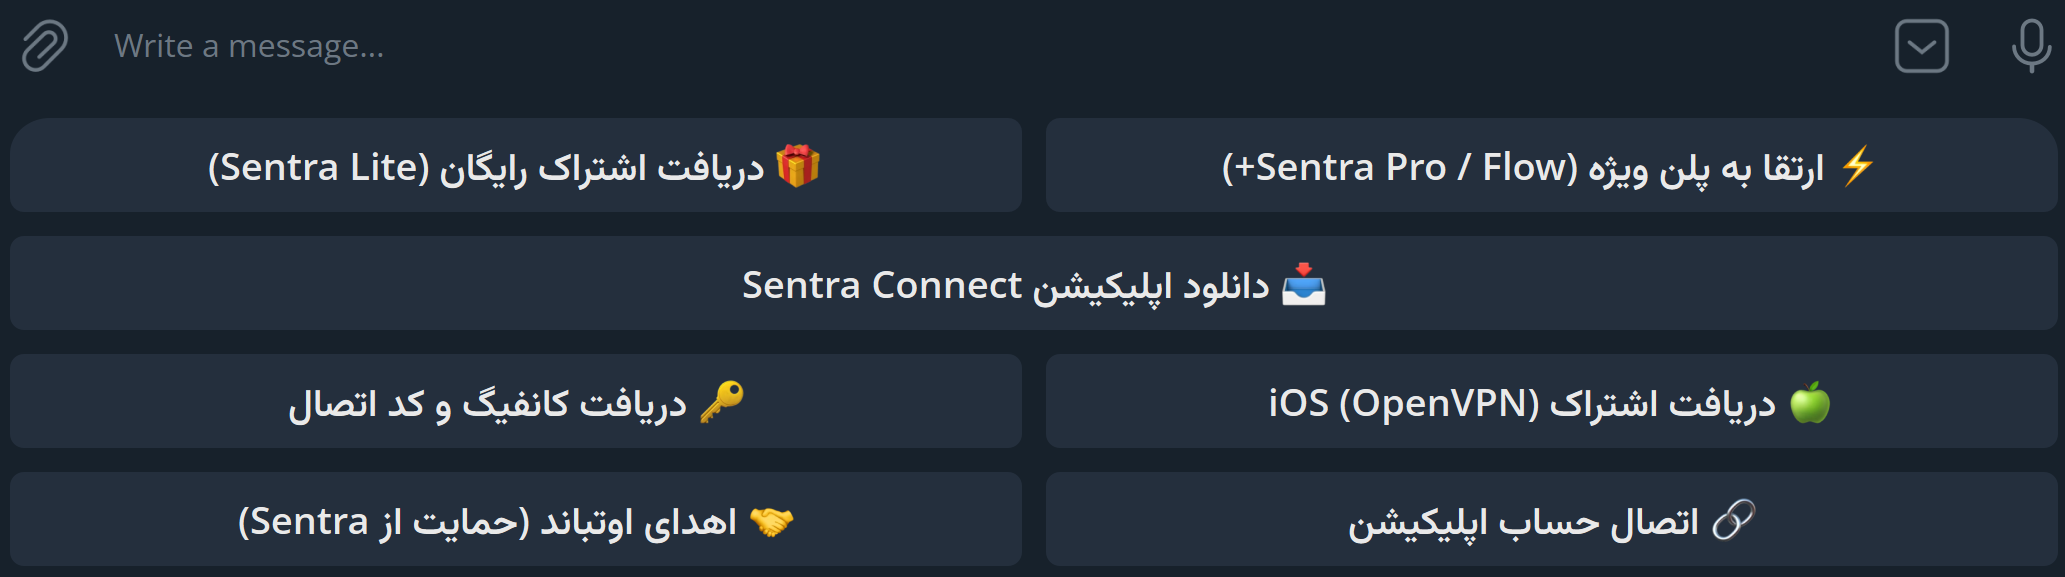 Write a message...
⚡ ارتقا به پلن ویژه (Sentra Pro / Flow+)
🎁 دریافت اشتراک رایگان (Sentra Lite)
📥 دانلود اپلیکیشن Sentra Connect
🍏 دریافت اشتراک iOS (OpenVPN)
🔑 دریافت کانفیگ و کد اتصال
🔗 اتصال حساب اپلیکیشن
🤝 اهدای اوتباند (حمایت از Sentra)